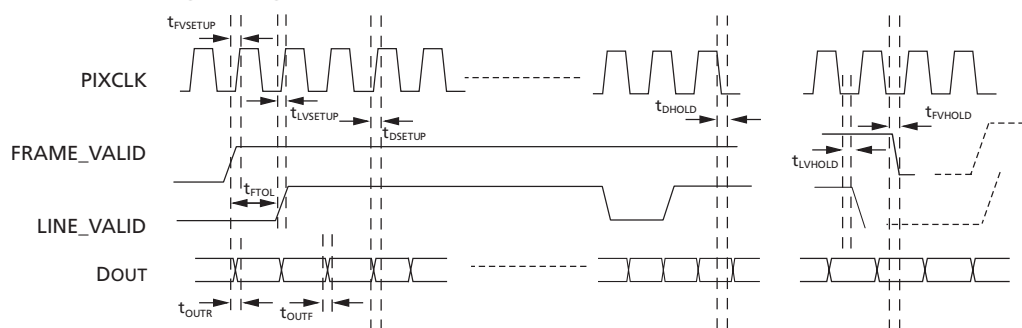 tFVSETUP
PIXCLK
tLVSETUP
tDHOLD
tFVHOLD
tDSETUP
FRAME_VALID
tLVHOLD
tFTOL
LINE_VALID
DOUT
tOUTR
tOUTF